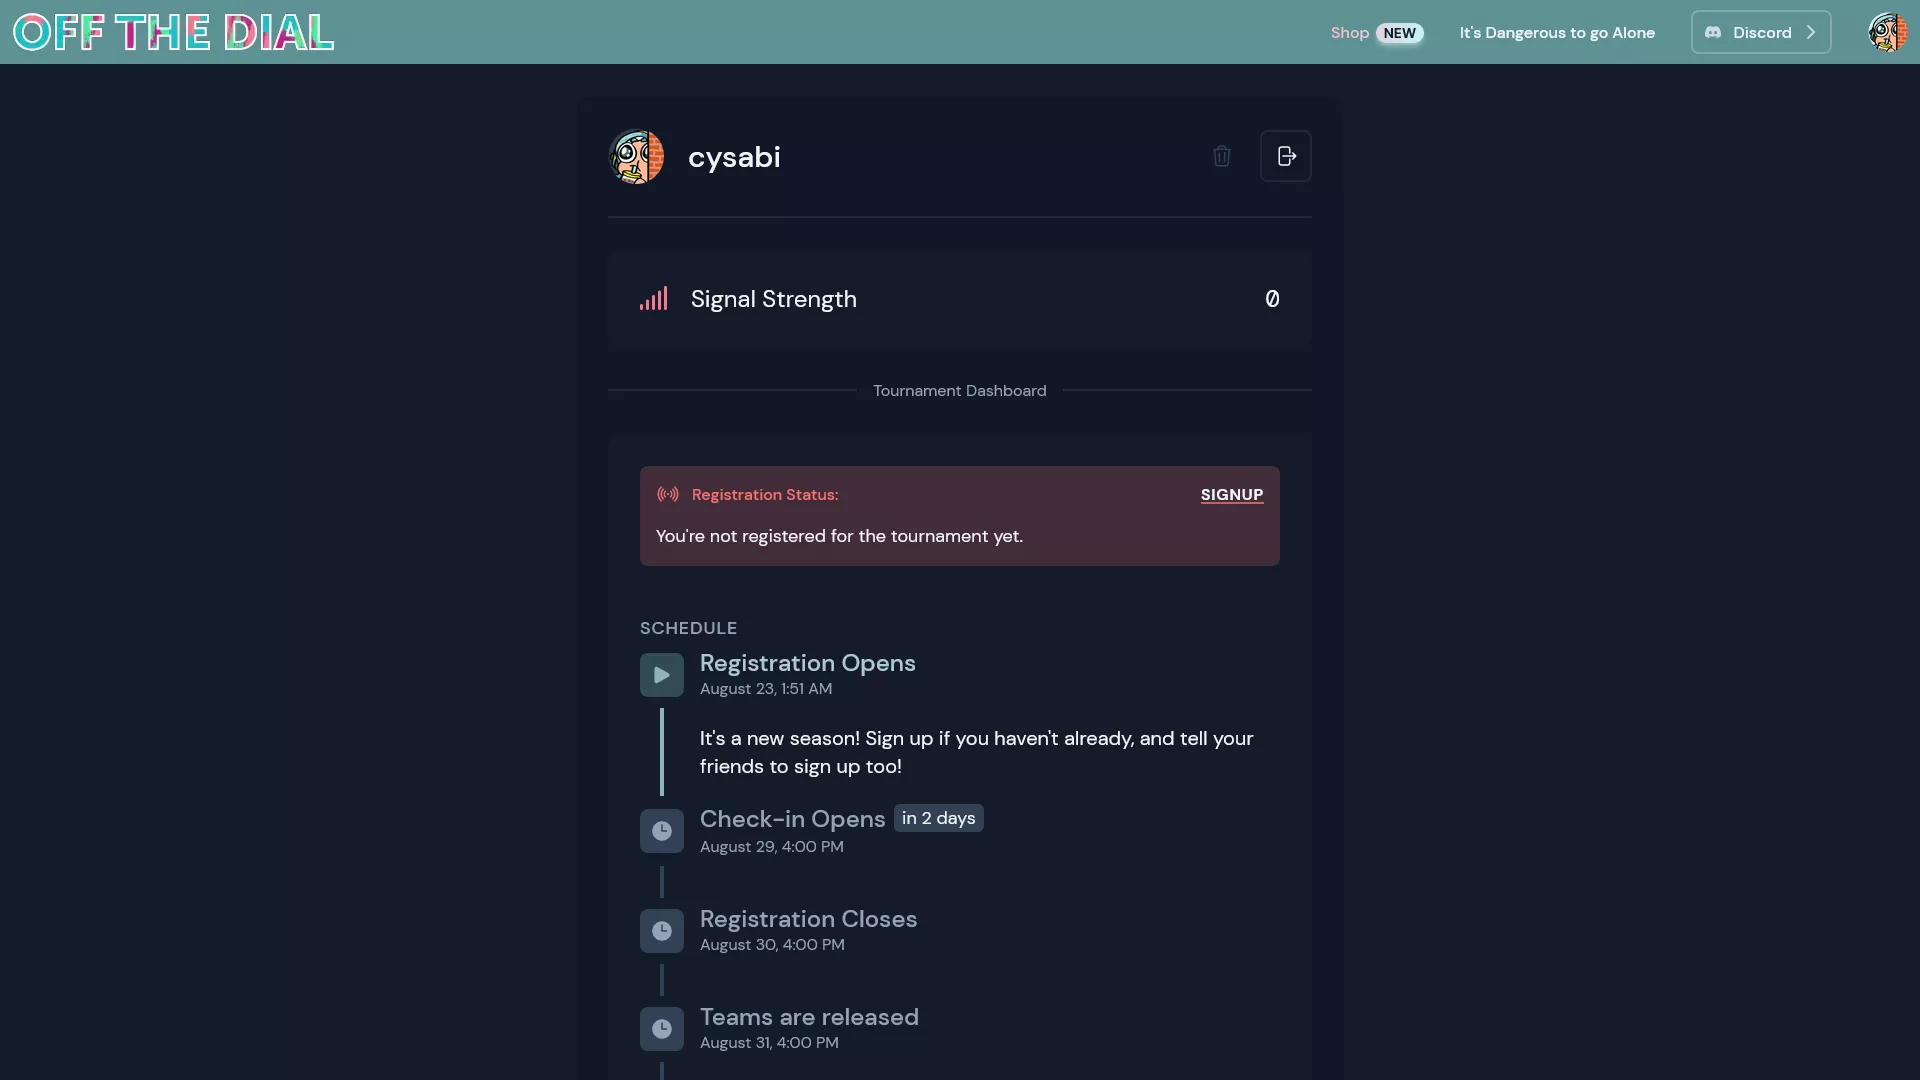 OFF THE DIAL
Shop NEW
It's Dangerous to go Alone
Discord
cysabi
Signal Strength
0
Tournament Dashboard
Registration Status:
SIGNUP
You're not registered for the tournament yet.
SCHEDULE
Registration Opens
August 23, 1:51 AM
It's a new season! Sign up if you haven't already, and tell your
friends to sign up too!
Check-in Opens in 2 days
August 29, 4:00 PM
Registration Closes
August 30, 4:00 PM
Teams are released
August 31, 4:00 PM